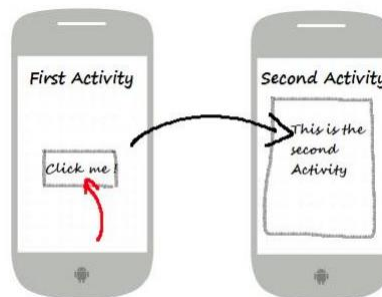 First Activity
Click me !
Second Activity
This is the
second
Activity